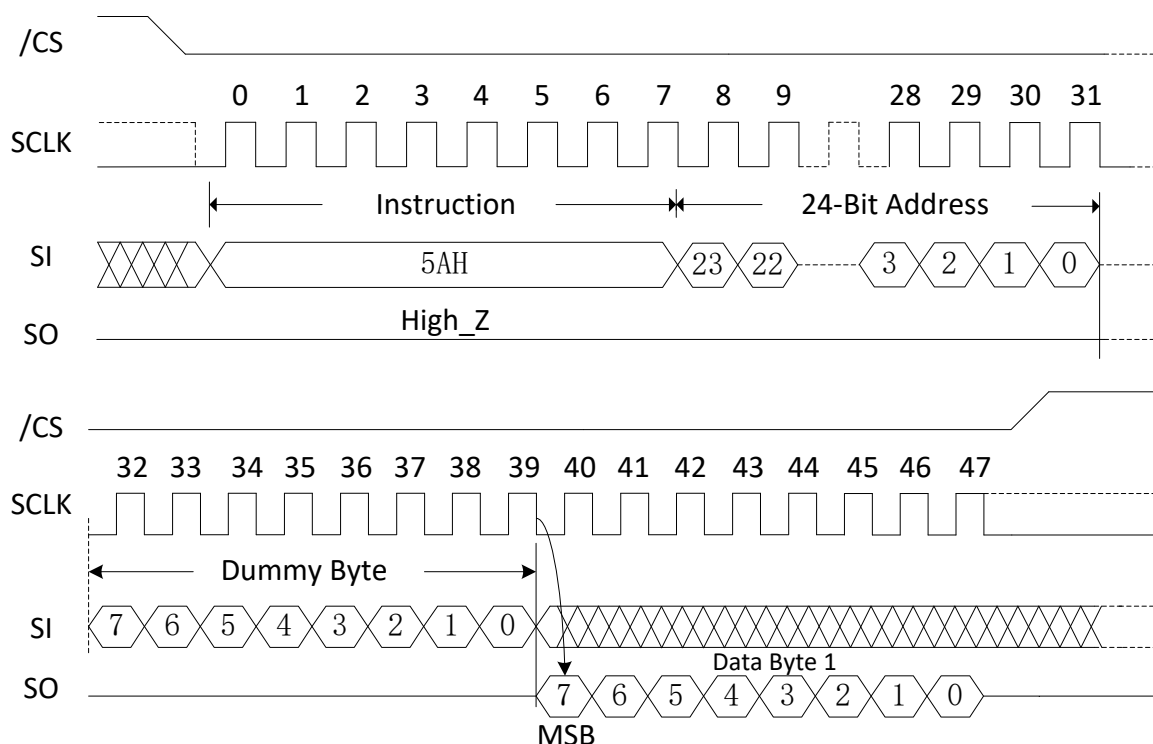 /CS
0 1 2 3 4 5 6 7 8 9 28 29 30 31
SCLK
Instruction 24-Bit Address
SI 5AH 23 22 3 2 1 0
High_Z
SO
/CS
32 33 34 35 36 37 38 39 40 41 42 43 44 45 46 47
SCLK
Dummy Byte
SI 7 6 5 4 3 2 1 0
Data Byte 1
SO 7 6 5 4 3 2 1 0
MSB